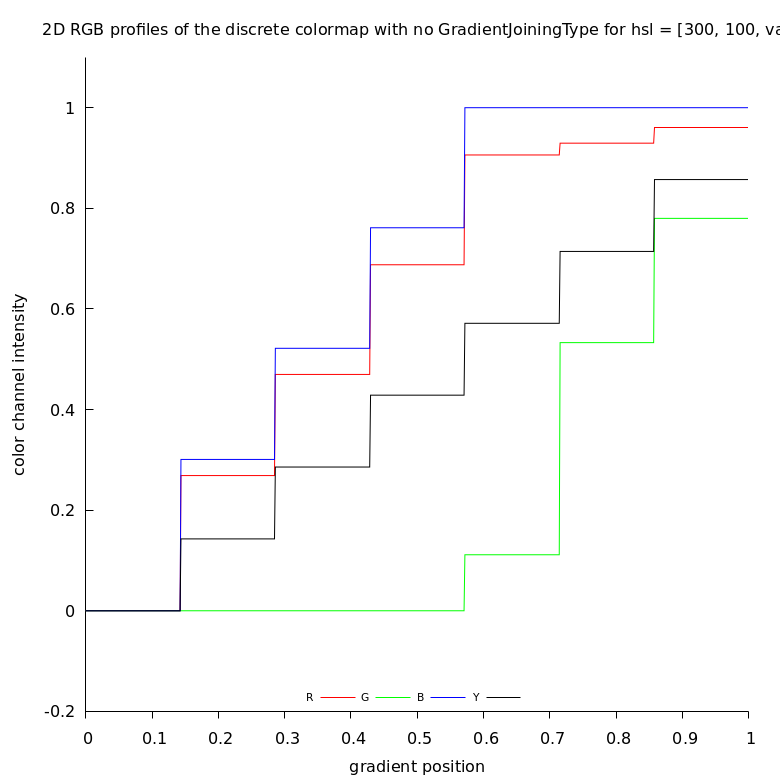 2D RGB profiles of the discrete colormap with no GradientJoiningType for hsl = [300, 100,
1
0.8
0.6
0.4
0.2
0
-0.2
color channel intensity
R G B Y
0 0.1 0.2 0.3 0.4 0.5 0.6 0.7 0.8 0.9 1
gradient position